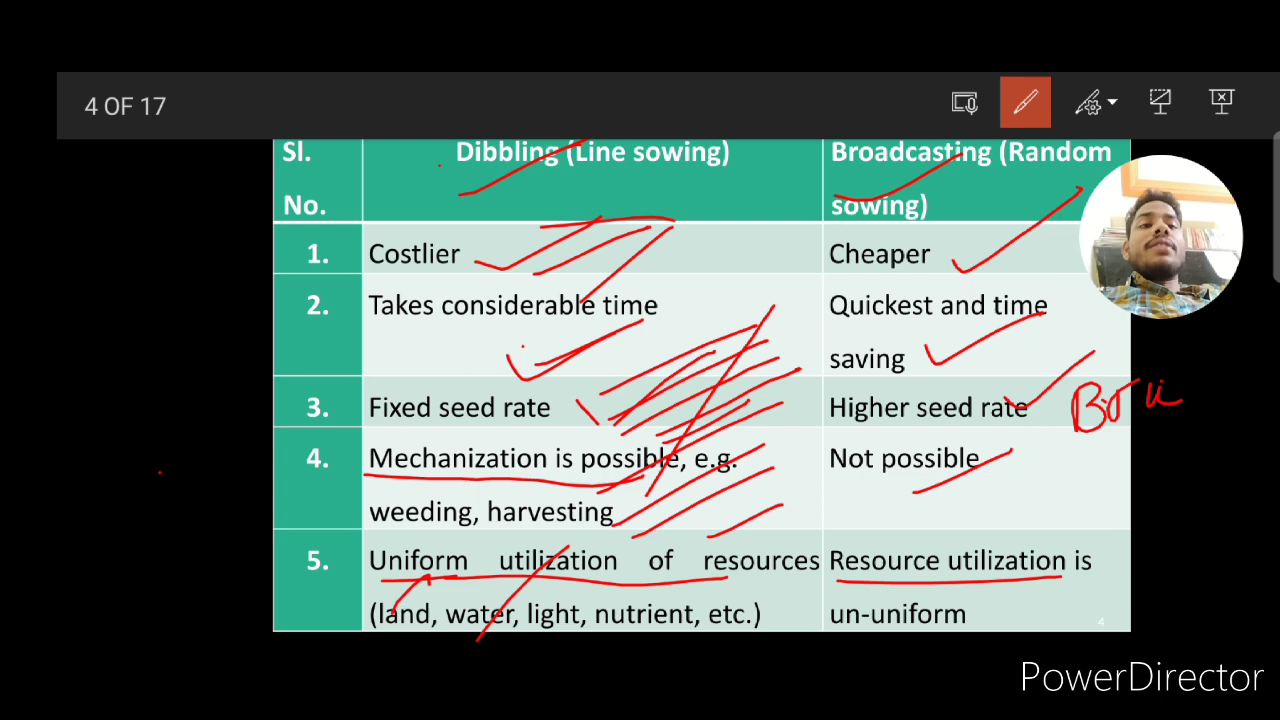 4 OF 17
Sl. No. Dibbling (Line sowing) Broadcasting (Random sowing)
1. Costlier Cheaper
2. Takes considerable time Quickest and time saving
3. Fixed seed rate Higher seed rate
4. Mechanization is possible, e.g. weeding, harvesting Not possible
5. Uniform utilization of resources (land, water, light, nutrient, etc.) Resource utilization is un-uniform
4
PowerDirector